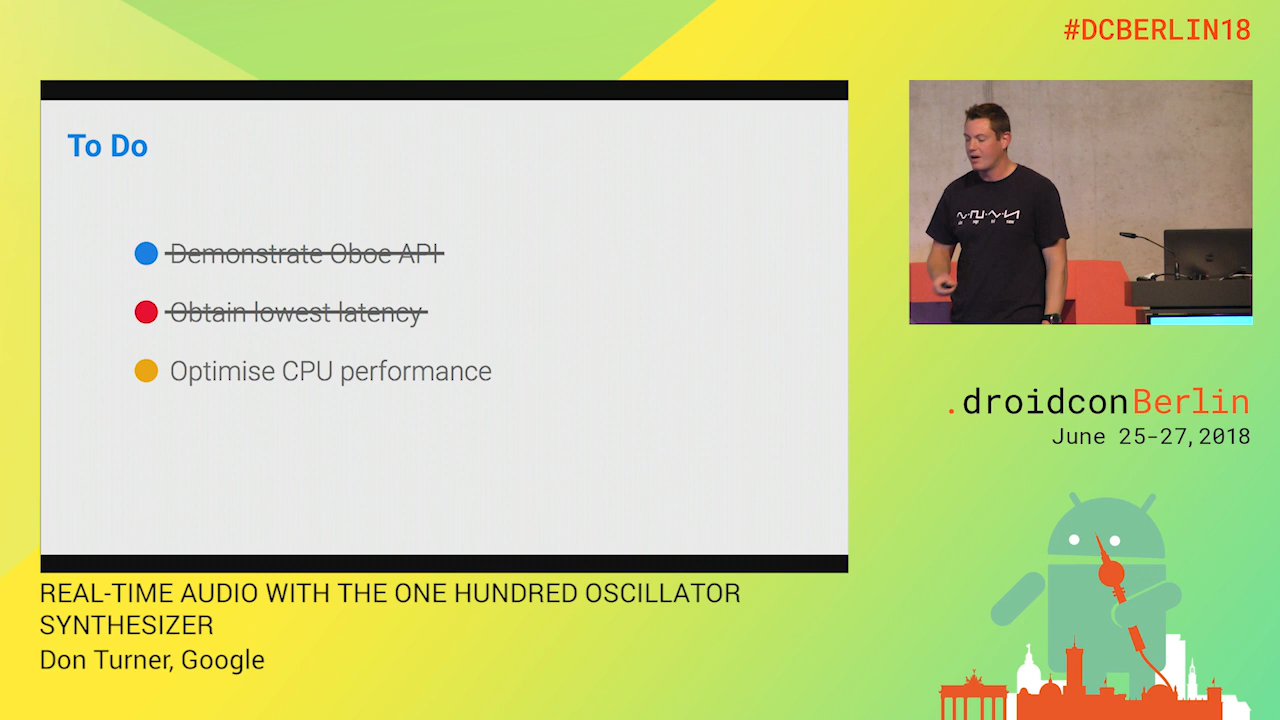 #DCBERLIN18
To Do
Demonstrate Oboe API
Obtain lowest latency
Optimise CPU performance
.droidconBerlin
June 25-27, 2018
REAL-TIME AUDIO WITH THE ONE HUNDRED OSCILLATOR
SYNTHESIZER
Don Turner, Google